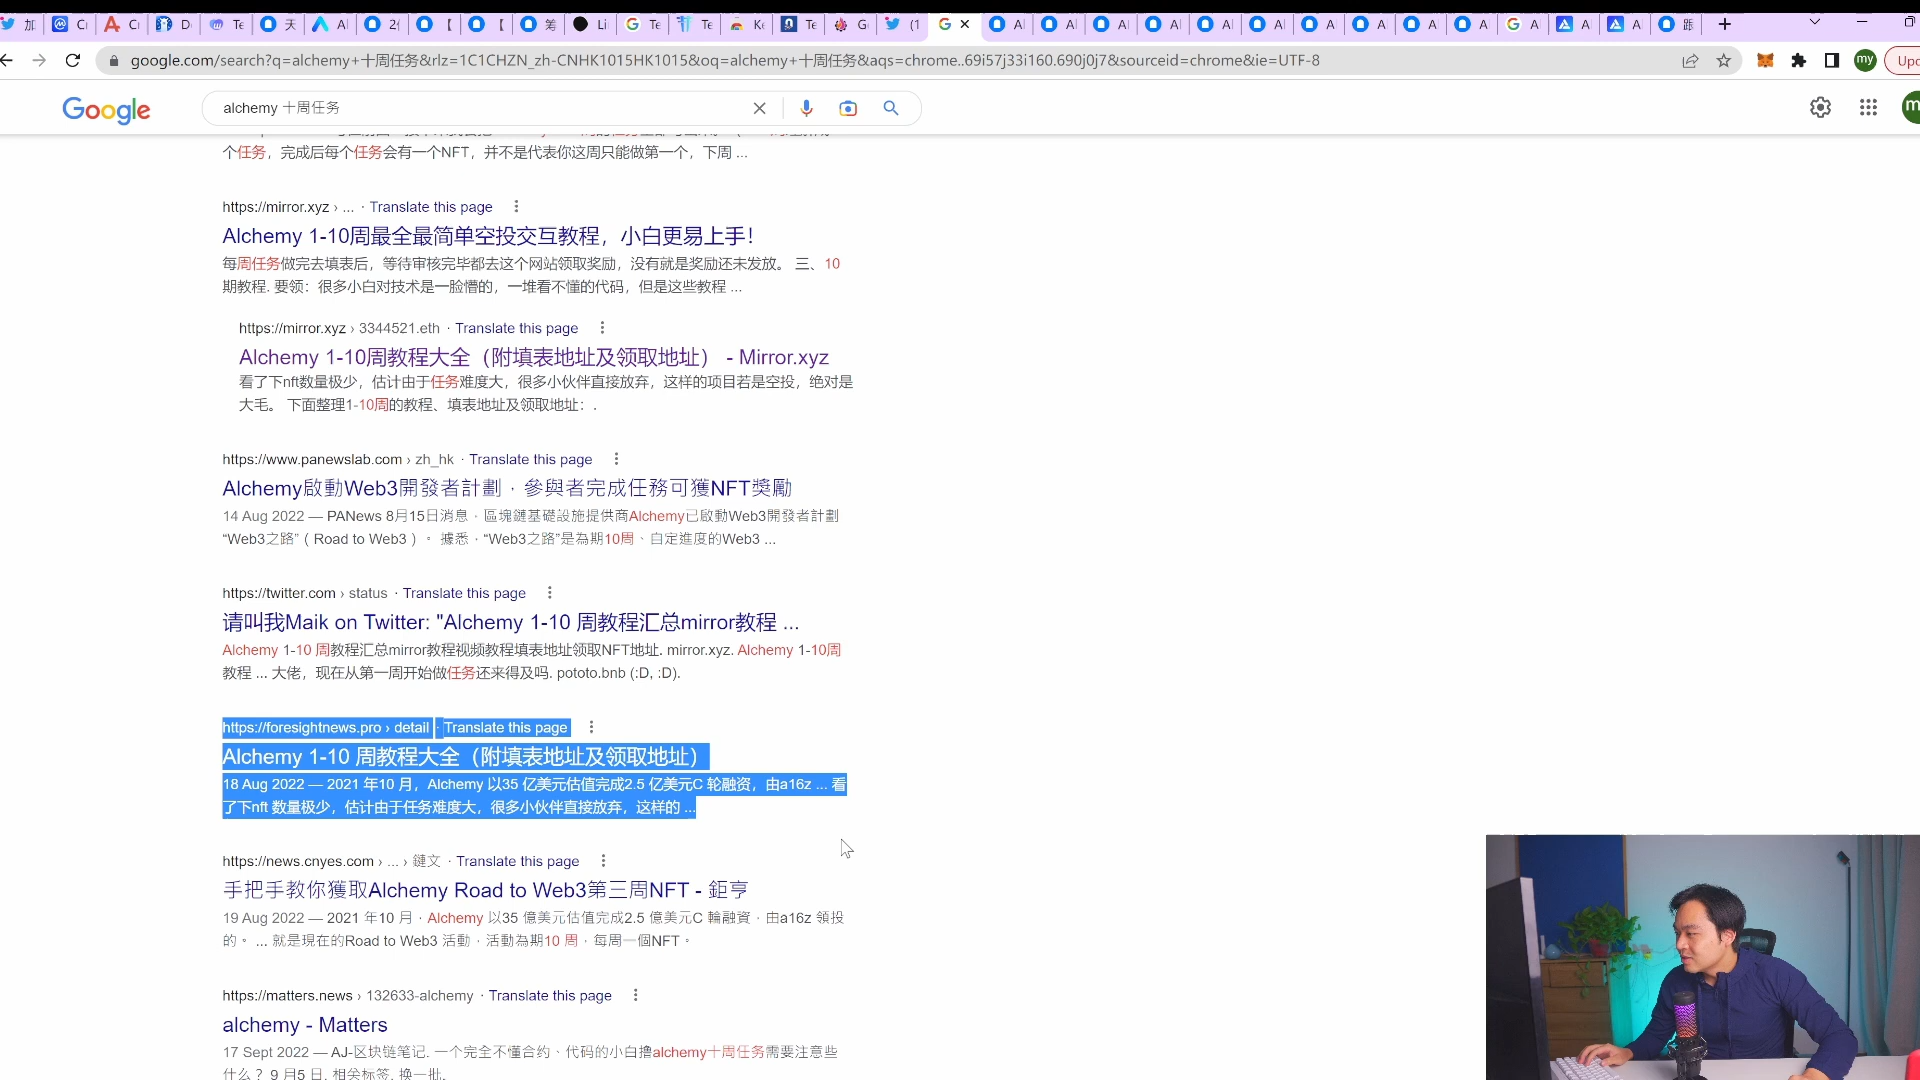 google.com/search?q=alchemy+十周任务&rlz=1C1CHZN_zh-CNHK1015HK1015&oq=alchemy+十周任务&aqs=chrome..69i57j33i160.690j0j7&sourceid=chrome&ie=UTF-8
my
Google
alchemy 十周任务
个任务，完成后每个任务会有一个NFT，并不是代表你这周只能做第一个，下周 ...
https://mirror.xyz › ... · Translate this page
Alchemy 1-10周最全最简单空投交互教程，小白更易上手！
每周任务做完去填表后，等待审核完毕都去这个网站领取奖励，没有就是奖励还未发放。 三、10
期教程. 要领：很多小白对技术是一脸懵的，一堆看不懂的代码，但是这些教程 ...
https://mirror.xyz › 3344521.eth · Translate this page
Alchemy 1-10周教程大全（附填表地址及领取地址） - Mirror.xyz
看了下nft数量极少，估计由于任务难度大，很多小伙伴直接放弃，这样的项目若是空投，绝对是
大毛。 下面整理1-10周的教程、填表地址及领取地址：.
https://www.panewslab.com › zh_hk · Translate this page
Alchemy啟動Web3開發者計劃，參與者完成任務可獲NFT獎勵
14 Aug 2022 — PANews 8月15日消息，區塊鏈基礎設施提供商Alchemy已啟動Web3開發者計劃
“Web3之路”（Road to Web3）。 據悉，“Web3之路”是為期10周、自定進度的Web3 ...
https://twitter.com › status · Translate this page
请叫我Maik on Twitter: "Alchemy 1-10 周教程汇总mirror教程 ...
Alchemy 1-10 周教程汇总mirror教程视频教程填表地址领取NFT地址. mirror.xyz. Alchemy 1-10周
教程 ... 大佬，现在从第一周开始做任务还来得及吗. pototo.bnb (:D, :D).
https://foresightnews.pro › detail · Translate this page
Alchemy 1-10 周教程大全（附填表地址及领取地址）
18 Aug 2022 — 2021 年10 月，Alchemy 以35 亿美元估值完成2.5 亿美元C 轮融资，由a16z ... 看
了下nft 数量极少，估计由于任务难度大，很多小伙伴直接放弃，这样的 ...
https://news.cnyes.com › ... › 鏈文 · Translate this page
手把手教你獲取Alchemy Road to Web3第三周NFT - 鉅亨
19 Aug 2022 — 2021 年10 月，Alchemy 以35 億美元估值完成2.5 億美元C 輪融資，由a16z 領投
的。 ... 就是現在的Road to Web3 活動，活動為期10 周，每周一個NFT。
https://matters.news › 132633-alchemy · Translate this page
alchemy - Matters
17 Sept 2022 — AJ-区块链笔记. 一个完全不懂合约、代码的小白撸alchemy十周任务需要注意些
什么？ 9 月5 日. 相关标签. 换一批.